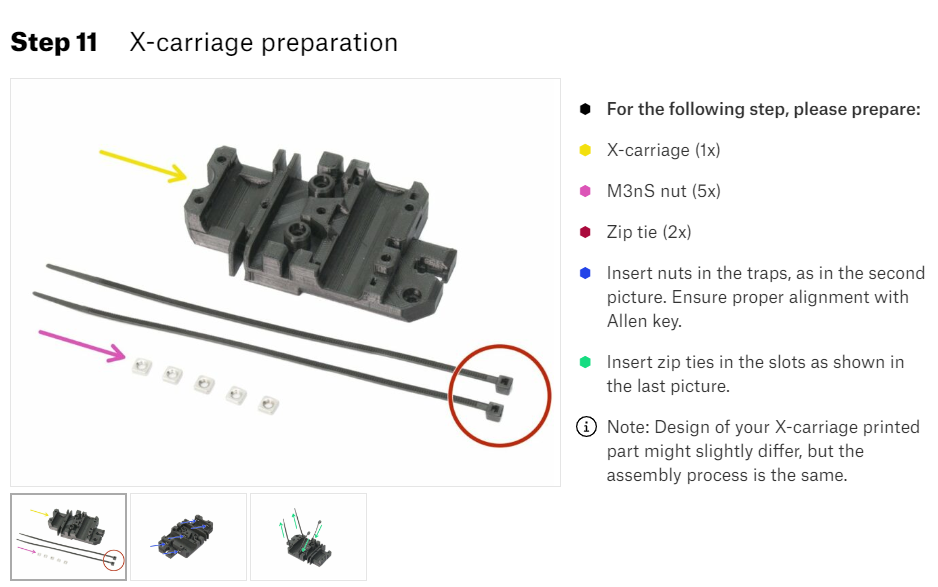 Step 11 X-carriage preparation
For the following step, please prepare:
X-carriage (1x)
M3nS nut (5x)
Zip tie (2x)
Insert nuts in the traps, as in the second
picture. Ensure proper alignment with
Allen key.
Insert zip ties in the slots as shown in
the last picture.
Note: Design of your X-carriage printed
part might slightly differ, but the
assembly process is the same.